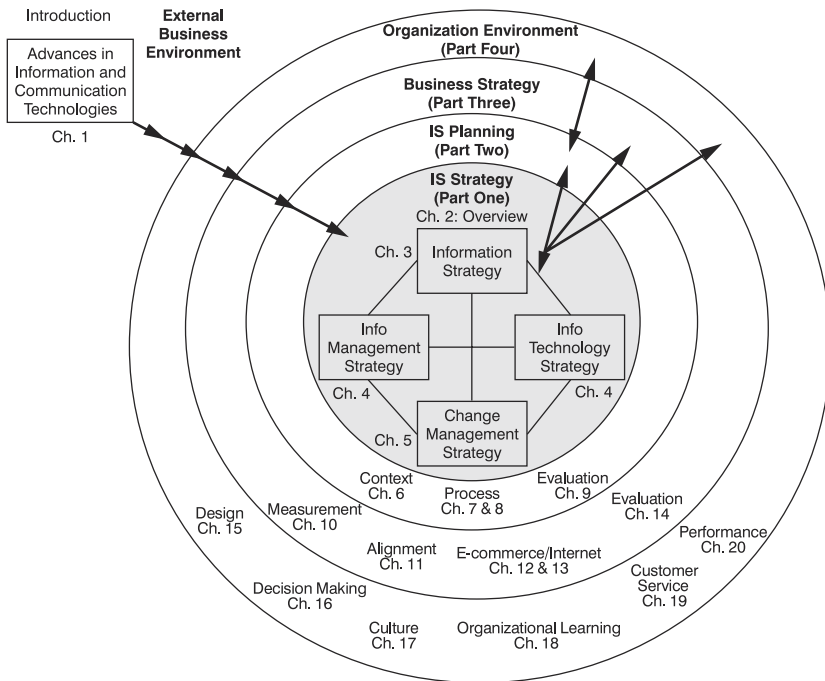 Introduction
External
Business
Environment
Advances in
Information and
Communication
Technologies
Ch. 1
Organization Environment
(Part Four)
Business Strategy
(Part Three)
IS Planning
(Part Two)
IS Strategy
(Part One)
Ch. 2: Overview
Ch. 3
Information
Strategy
Info
Management
Strategy
Ch. 4
Info
Technology
Strategy
Ch. 4
Ch. 5
Change
Management
Strategy
Context
Ch. 6
Process
Ch. 7 & 8
Evaluation
Ch. 9
Measurement
Ch. 10
Alignment
Ch. 11
E-commerce/Internet
Ch. 12 & 13
Evaluation
Ch. 14
Design
Ch. 15
Decision Making
Ch. 16
Culture
Ch. 17
Organizational Learning
Ch. 18
Customer
Service
Ch. 19
Performance
Ch. 20